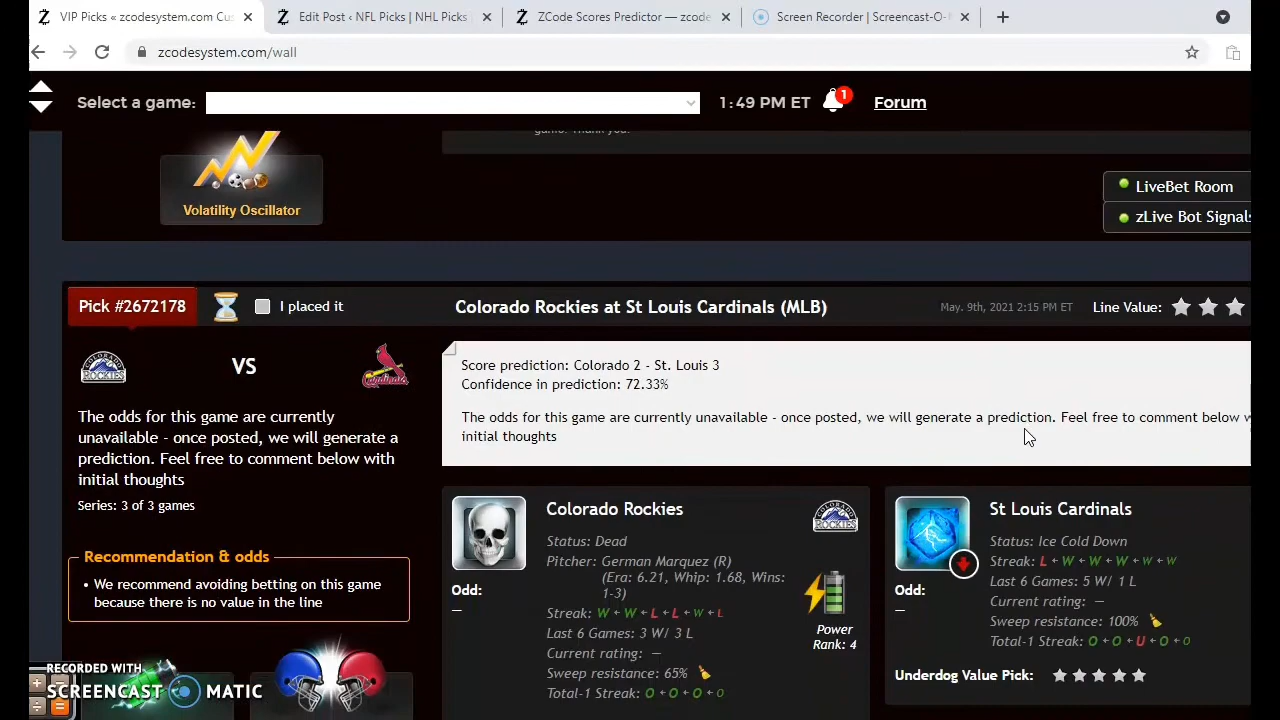 VIP Picks « zcodesystem.com Cus
Edit Post ‹ NFL Picks | NHL Picks
ZCode Scores Predictor — zcode
Screen Recorder | Screencast-O-
zcodesystem.com/wall
Select a game:
1:49 PM ET
1
Forum
game. Thank you!
Volatility Oscillator
LiveBet Room
zLive Bot Signals
Pick #2672178
I placed it
Colorado Rockies at St Louis Cardinals (MLB)
May. 9th, 2021 2:15 PM ET
Line Value:
ROCKIES
VS
Cardinals
Score prediction: Colorado 2 - St. Louis 3
Confidence in prediction: 72.33%
The odds for this game are currently unavailable - once posted, we will generate a prediction. Feel free to comment below w
initial thoughts
The odds for this game are currently
unavailable - once posted, we will generate a
prediction. Feel free to comment below with
initial thoughts
Series: 3 of 3 games
Recommendation & odds
• We recommend avoiding betting on this game
because there is no value in the line
Colorado Rockies
ROCKIES
Status: Dead
Pitcher: German Marquez (R)
(Era: 6.21, Whip: 1.68, Wins:
1-3)
Odd:
—
Streak: W ← W ← L ← L ← W ← L
Last 6 Games: 3 W/ 3 L
Current rating: —
Sweep resistance: 65%
Total-1 Streak: O ← O ← O ← O
Power
Rank: 4
St Louis Cardinals
Status: Ice Cold Down
Streak: L ← W ← W ← W ← W ← W
Last 6 Games: 5 W/ 1 L
Current rating: —
Sweep resistance: 100%
Total-1 Streak: O ← O ← U ← O ← O
Odd:
—
Underdog Value Pick:
RECORDED WITH
SCREENCAST MATIC